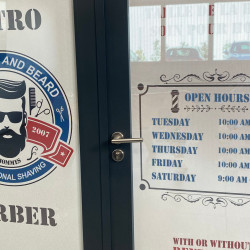 TRO
AND BEARD
2007
ONAL SHAVING
RBER
OPEN HOURS
TUESDAY 10:00 AM
WEDNESDAY 10:00 AM
THURSDAY 10:00 AM
FRIDAY 10:00 AM
SATURDAY 9:00 AM
WITH OR WITHOU